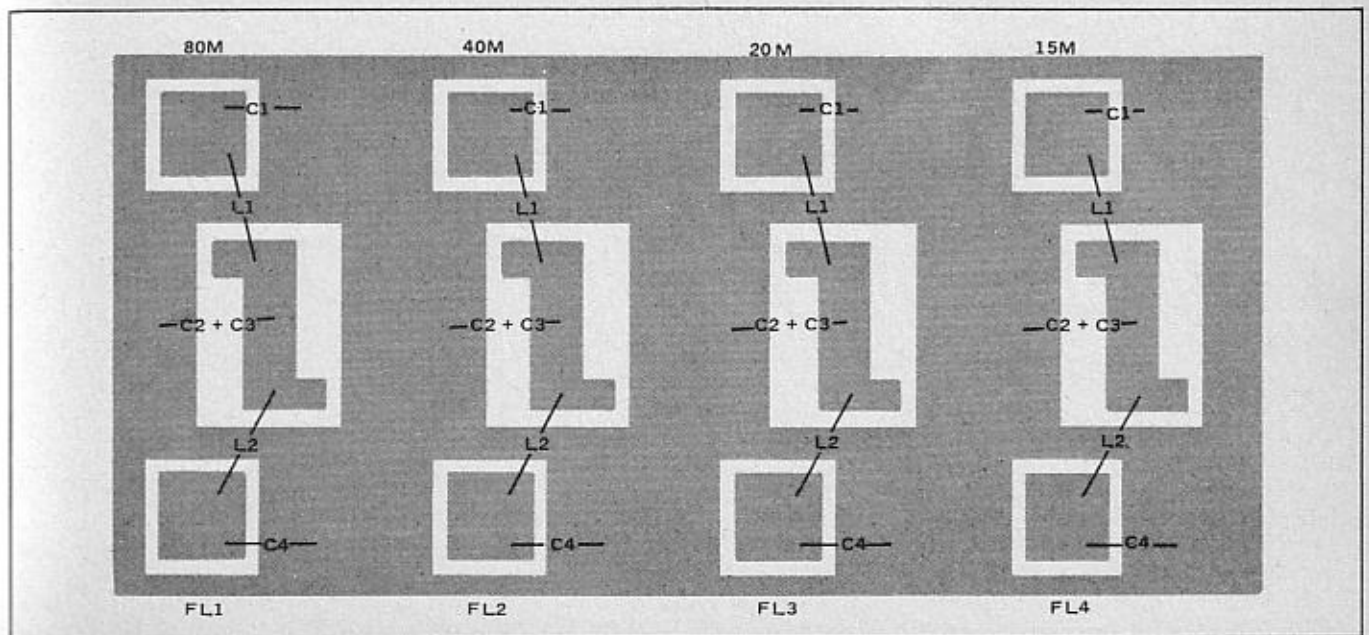 80M 40M 20M 15M
C1 C1 C1 C1
L1 L1 L1 L1
C2 + C3 C2 + C3 C2 + C3 C2 + C3
L2 L2 L2 L2
C4 C4 C4 C4
FL1 FL2 FL3 FL4